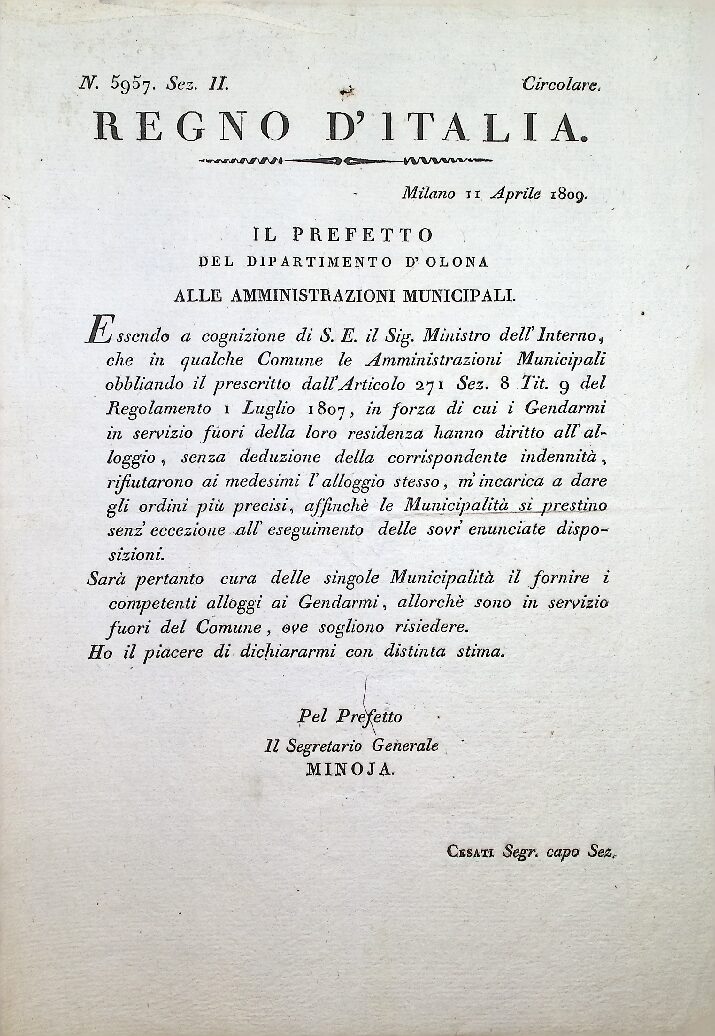 N. 5957. Sez. II.
Circolare.
REGNO D'ITALIA.
Milano 11 Aprile 1809.
IL PREFETTO
DEL DIPARTIMENTO D'OLONA
ALLE AMMINISTRAZIONI MUNICIPALI.
Essendo a cognizione di S. E. il Sig. Ministro dell'Interno,
che in qualche Comune le Amministrazioni Municipali
obbliando il prescritto dall'Articolo 271 Sez. 8 Tit. 9 del
Regolamento 1 Luglio 1807, in forza di cui i Gendarmi
in servizio fuori della loro residenza hanno diritto all'al-
loggio, senza deduzione della corrispondente indennità,
rifiutarono ai medesimi l'alloggio stesso, m'incarica a dare
gli ordini più precisi, affinchè le Municipalità si prestino
senz'eccezione all'eseguimento delle sovr'enunciate dispo-
sizioni.
Sarà pertanto cura delle singole Municipalità il fornire i
competenti alloggi ai Gendarmi, allorchè sono in servizio
fuori del Comune, ove sogliono risiedere.
Ho il piacere di dichiararmi con distinta stima.
Pel Prefetto
Il Segretario Generale
MINOJA.
CESATI Segr. capo Sez.